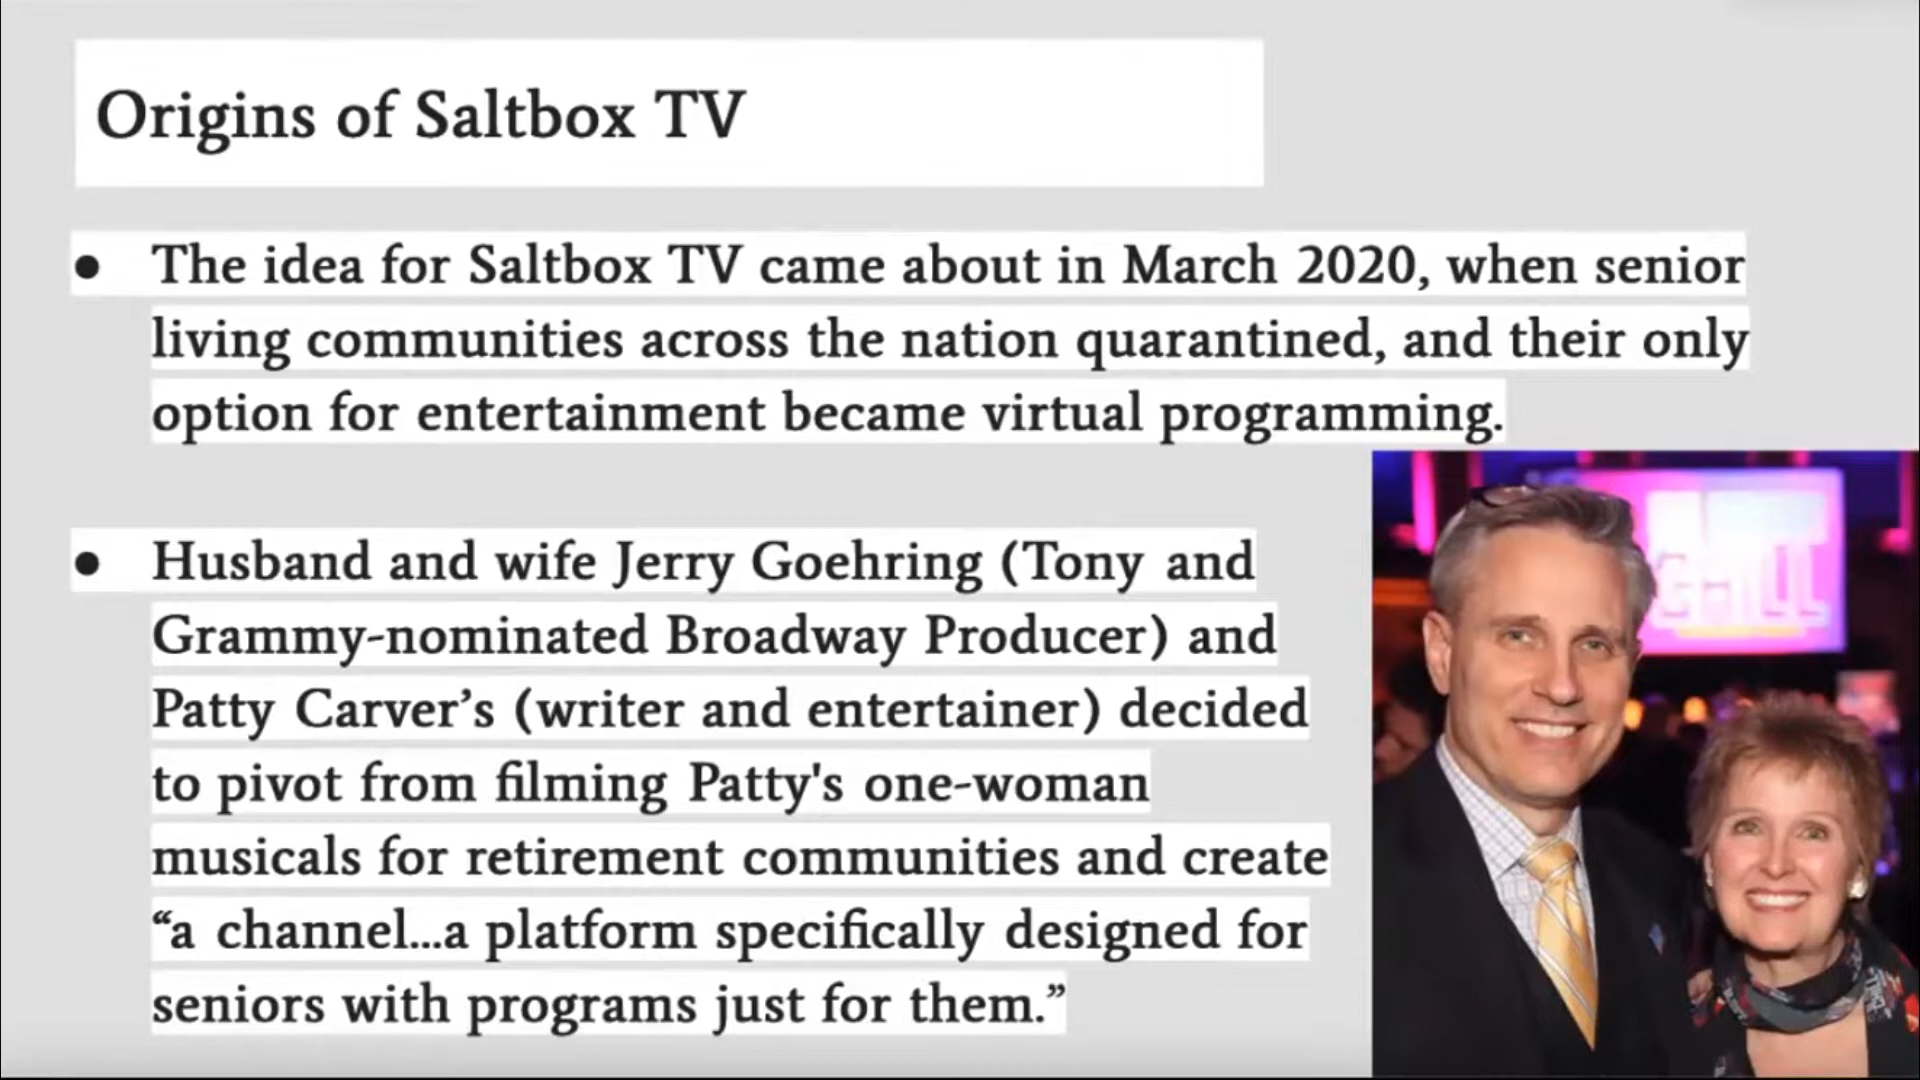 Origins of Saltbox TV
● The idea for Saltbox TV came about in March 2020, when senior
living communities across the nation quarantined, and their only
option for entertainment became virtual programming.
● Husband and wife Jerry Goehring (Tony and
Grammy-nominated Broadway Producer) and
Patty Carver’s (writer and entertainer) decided
to pivot from filming Patty's one-woman
musicals for retirement communities and create
“a channel...a platform specifically designed for
seniors with programs just for them.”